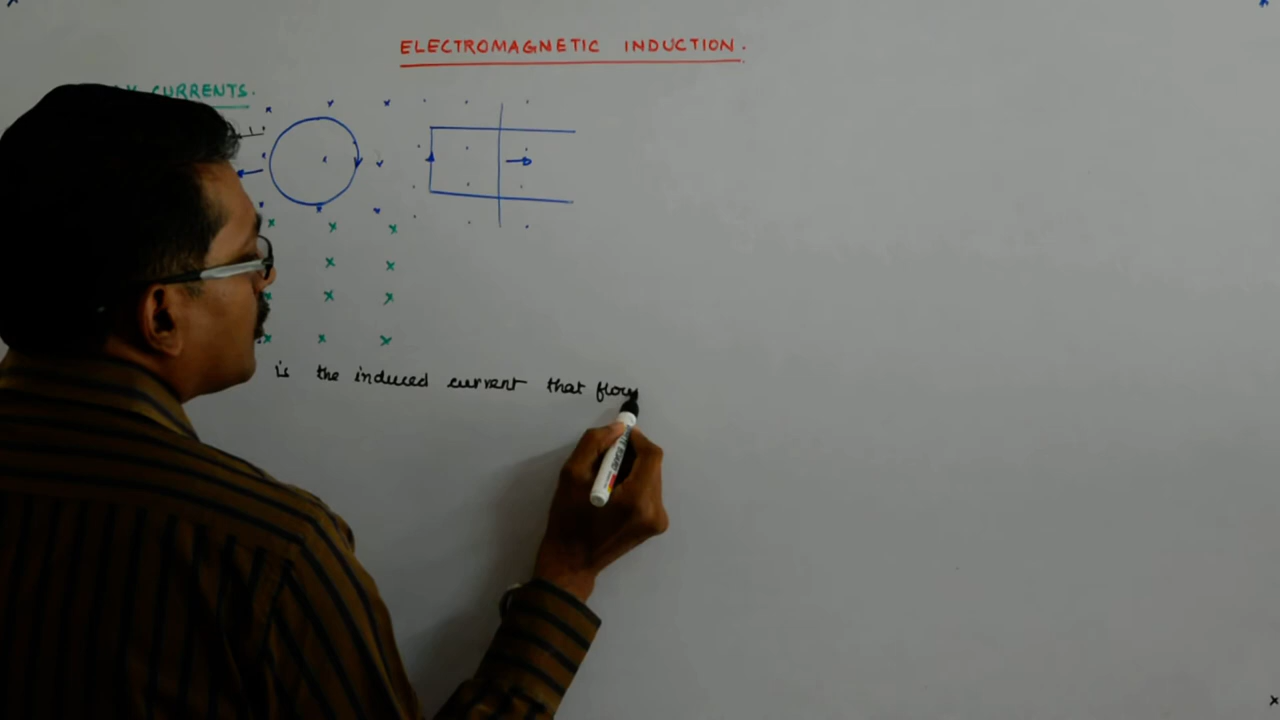 ELECTROMAGNETIC INDUCTION.
CURRENTS.
is the induced current that flow